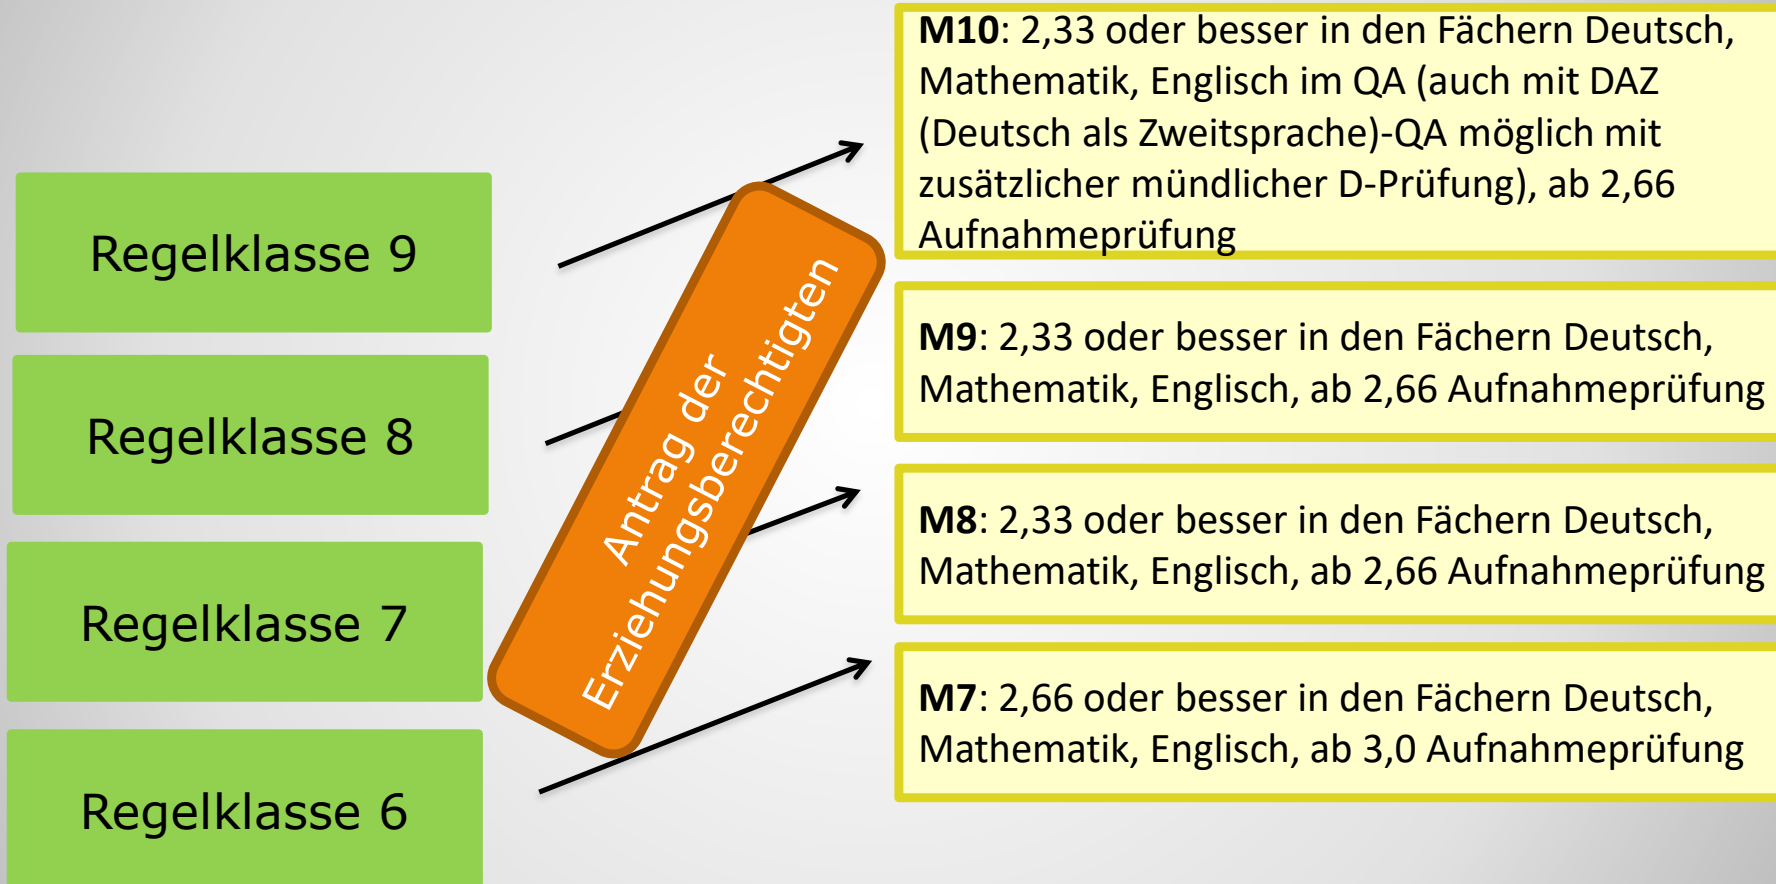 Regelklasse 9
Regelklasse 8
Regelklasse 7
Regelklasse 6
Antrag der
Erziehungsberechtigten
M10: 2,33 oder besser in den Fächern Deutsch,
Mathematik, Englisch im QA (auch mit DAZ
(Deutsch als Zweitsprache)-QA möglich mit
zusätzlicher mündlicher D-Prüfung), ab 2,66
Aufnahmeprüfung
M9: 2,33 oder besser in den Fächern Deutsch,
Mathematik, Englisch, ab 2,66 Aufnahmeprüfung
M8: 2,33 oder besser in den Fächern Deutsch,
Mathematik, Englisch, ab 2,66 Aufnahmeprüfung
M7: 2,66 oder besser in den Fächern Deutsch,
Mathematik, Englisch, ab 3,0 Aufnahmeprüfung